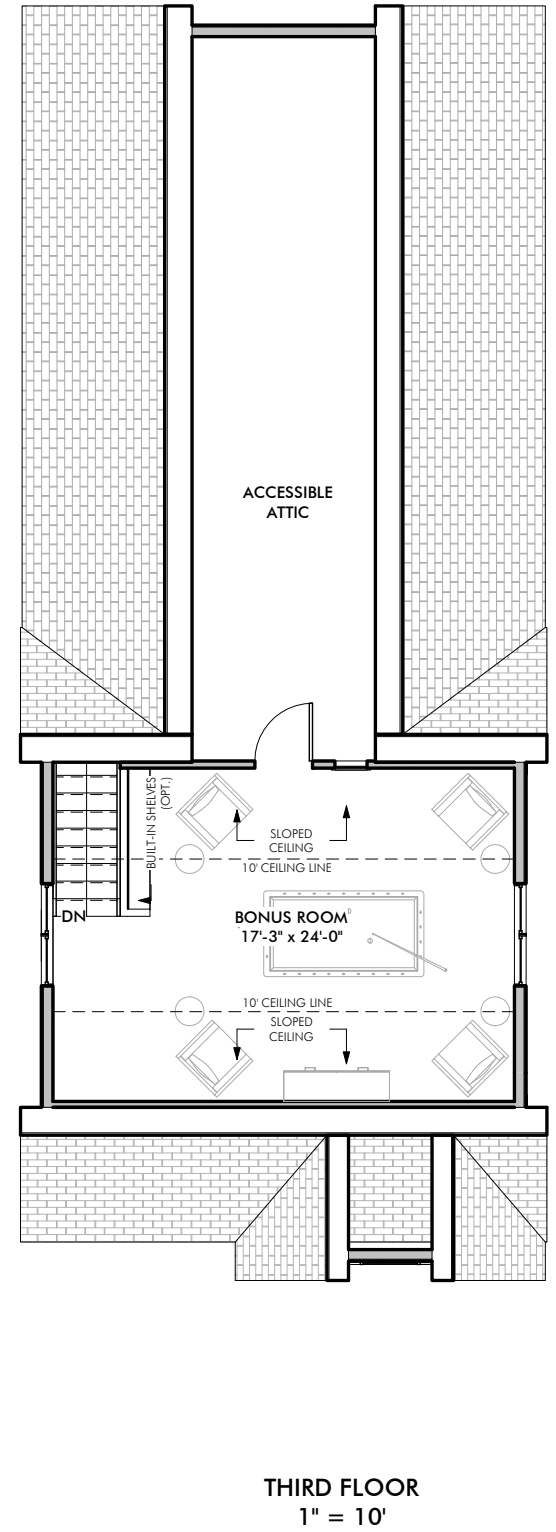 ACCESSIBLE
ATTIC
BUILT-IN SHELVES
(OPT.)
SLOPED
CEILING
10' CEILING LINE
DN
BONUS ROOM
17'-3" x 24'-0"
10' CEILING LINE
SLOPED
CEILING
THIRD FLOOR
1" = 10'